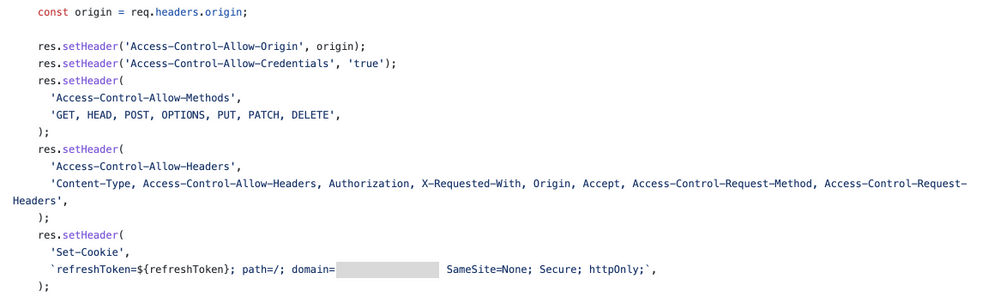 const origin = req.headers.origin;
res.setHeader('Access-Control-Allow-Origin', origin);
res.setHeader('Access-Control-Allow-Credentials', 'true');
res.setHeader(
'Access-Control-Allow-Methods',
'GET, HEAD, POST, OPTIONS, PUT, PATCH, DELETE',
);
res.setHeader(
'Access-Control-Allow-Headers',
'Content-Type, Access-Control-Allow-Headers, Authorization, X-Requested-With, Origin, Accept, Access-Control-Request-Method, Access-Control-Request-
Headers',
);
res.setHeader(
'Set-Cookie',
`refreshToken=${refreshToken}; path=/; domain= SameSite=None; Secure; httpOnly;`,
);